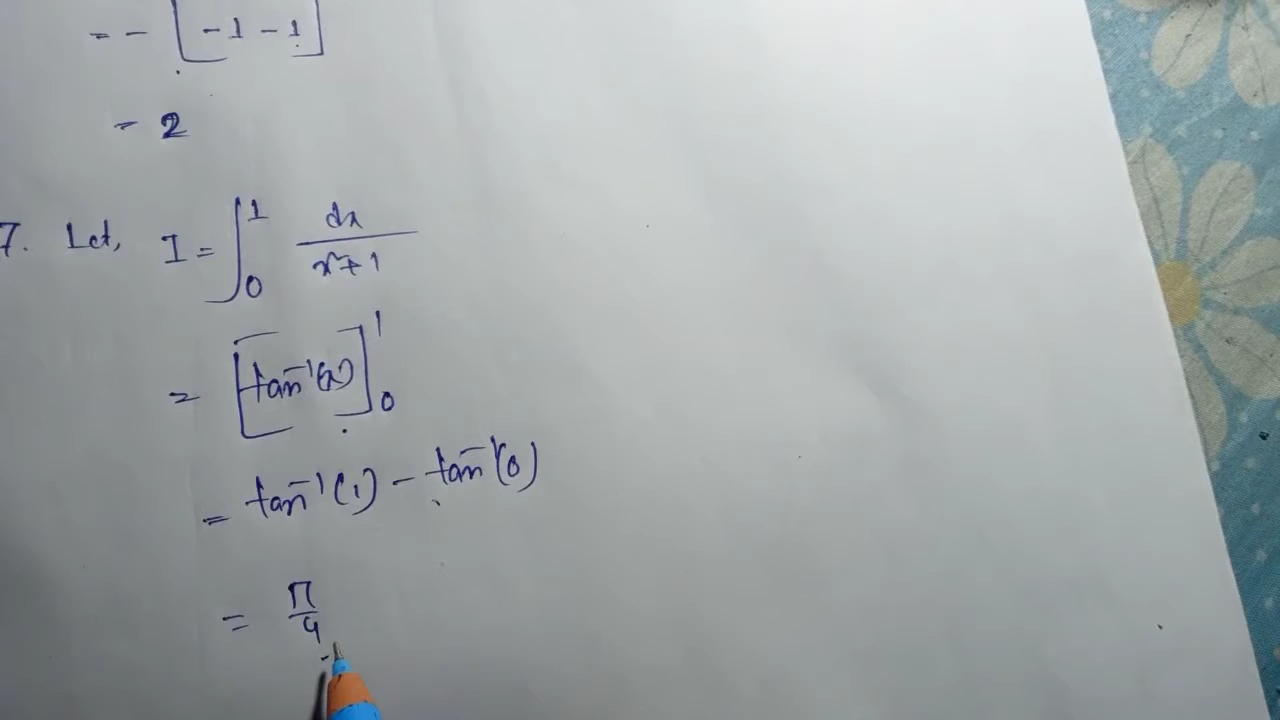 = - [-1 - 1]
= 2
7. Let, I = ∫₀¹ dx / x²+1
= [tan⁻¹(x)]₀¹
= tan⁻¹(1) - tan⁻¹(0)
= π/4